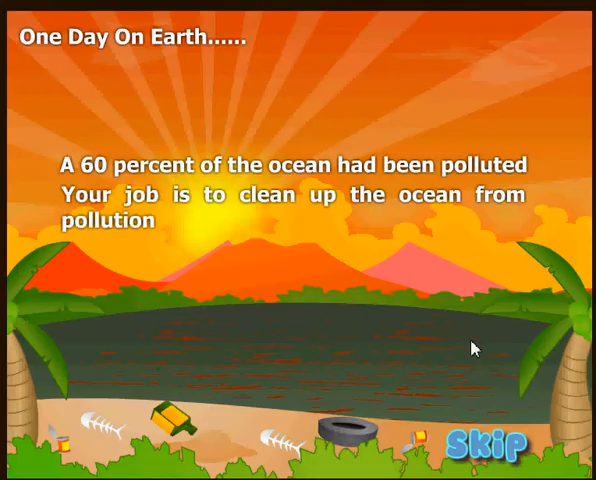 One Day On Earth......
A 60 percent of the ocean had been polluted
Your job is to clean up the ocean from
pollution
Skip